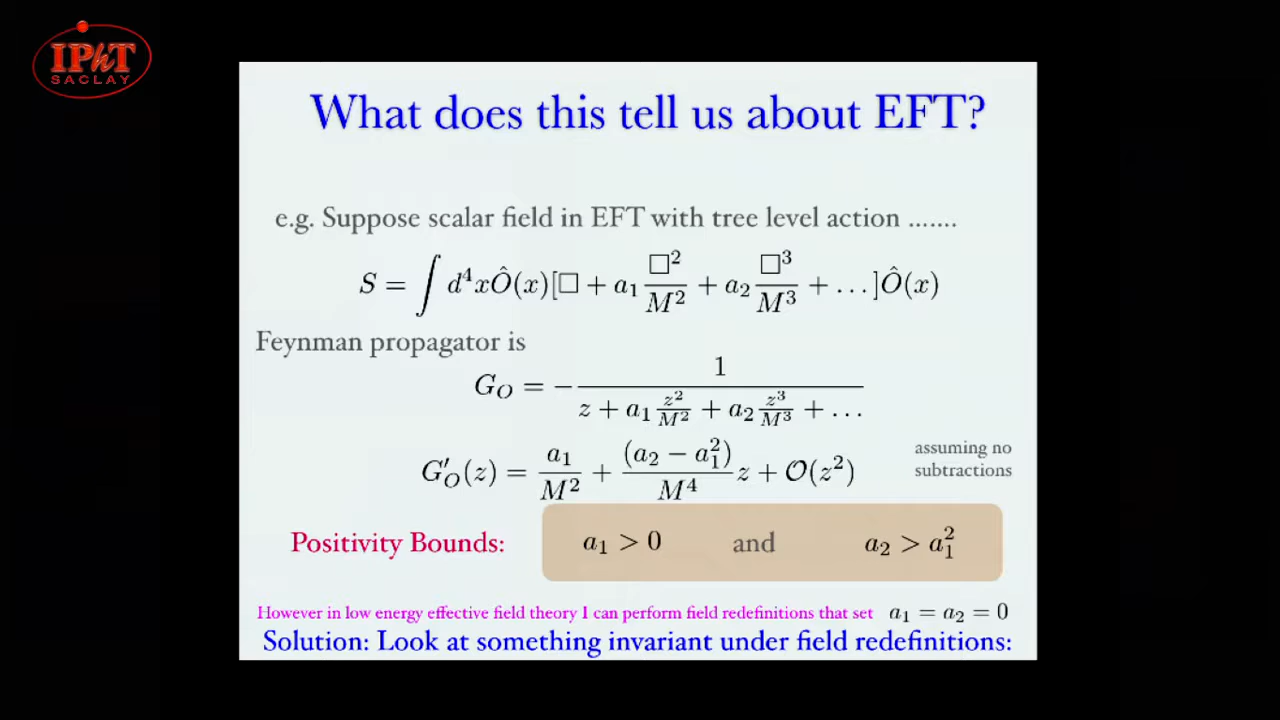 IPhT
SACLAY
What does this tell us about EFT?
e.g. Suppose scalar field in EFT with tree level action .......
S = ∫ d⁴xÔ(x)[□ + a₁ □²/M² + a₂ □³/M³ + . . . ]Ô(x)
Feynman propagator is
G_O = − 1/(z + a₁ z²/M² + a₂ z³/M³ + . . .)
G′_O(z) = a₁/M² + (a₂ − a₁²)/M⁴ z + O(z²)
assuming no
subtractions
Positivity Bounds: a₁ > 0 and a₂ > a₁²
However in low energy effective field theory I can perform field redefinitions that set a₁ = a₂ = 0
Solution: Look at something invariant under field redefinitions: